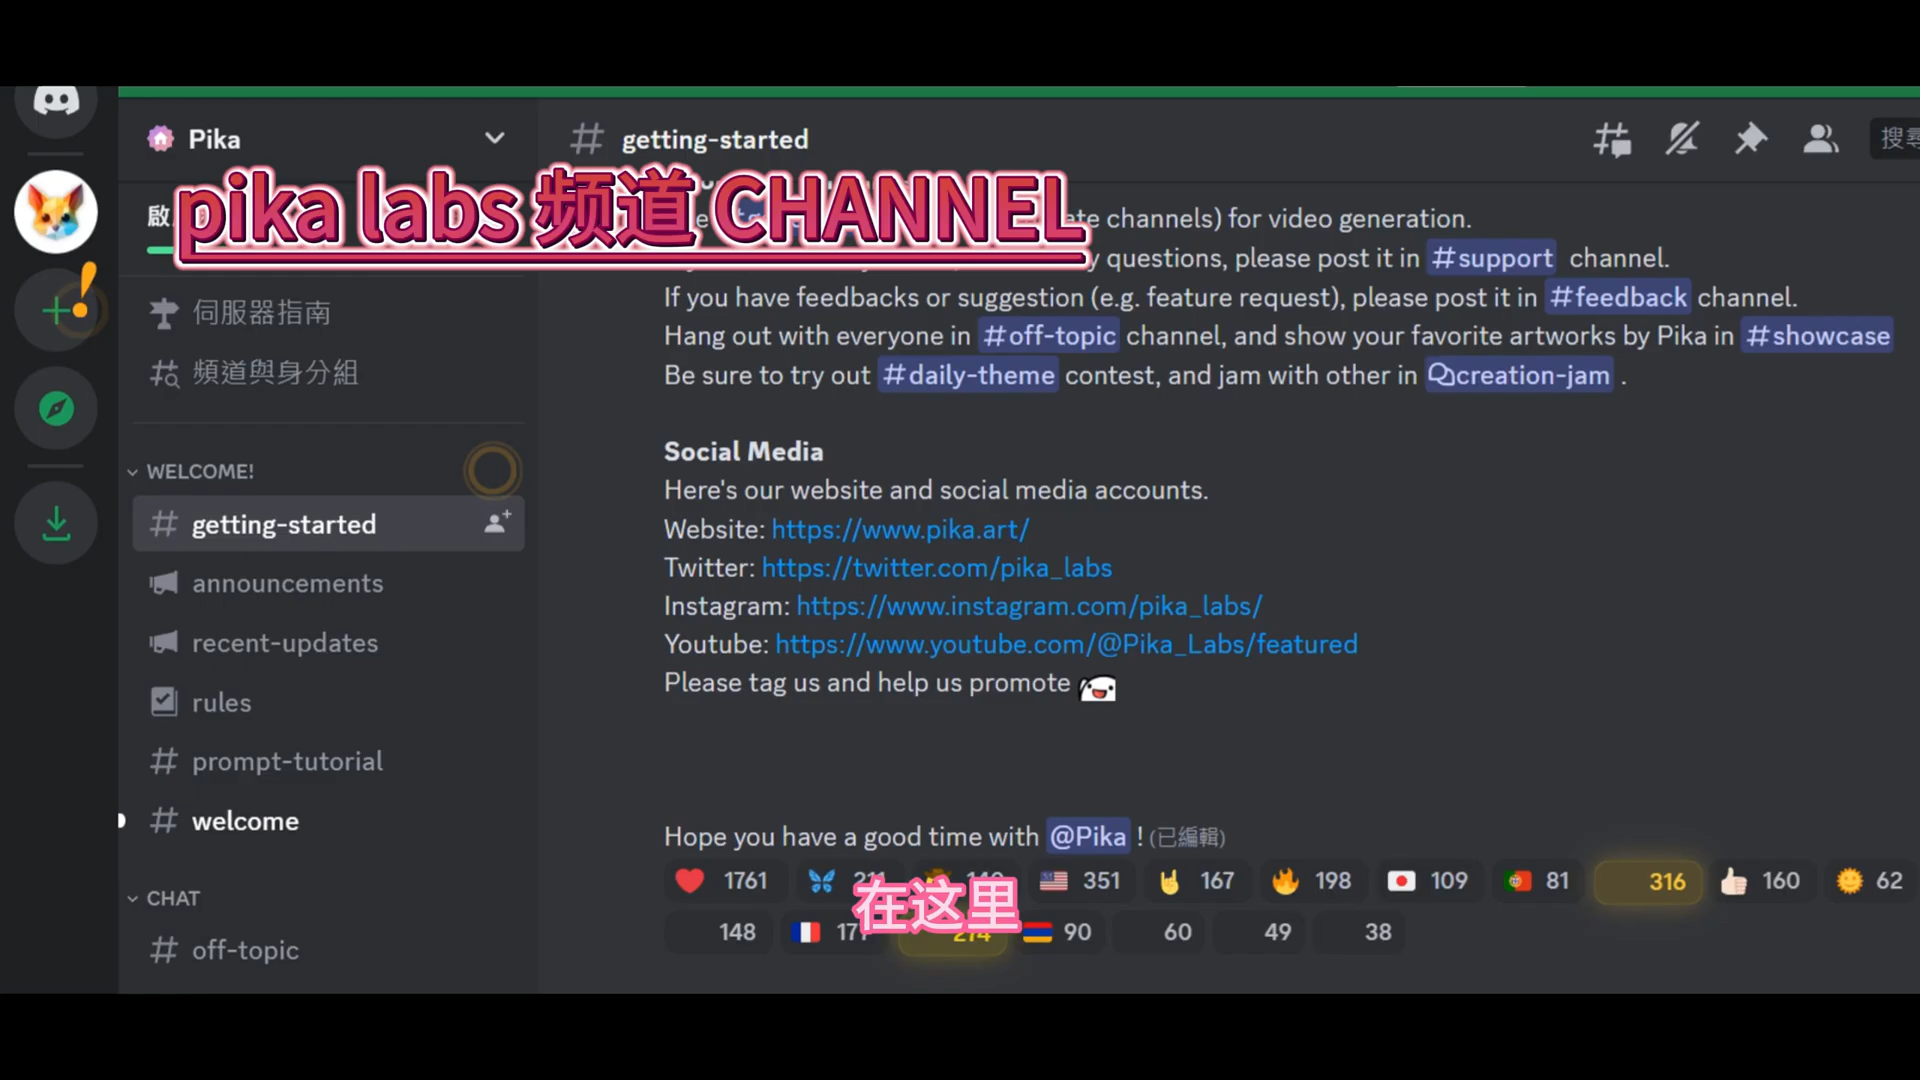 Pika
getting-started
搜尋
pika labs 频道 CHANNEL
te channels) for video generation.
y questions, please post it in #support channel.
If you have feedbacks or suggestion (e.g. feature request), please post it in #feedback channel.
Hang out with everyone in #off-topic channel, and show your favorite artworks by Pika in #showcase
Be sure to try out #daily-theme contest, and jam with other in creation-jam .
伺服器指南
頻道與身分組
WELCOME!
getting-started
announcements
recent-updates
rules
prompt-tutorial
welcome
CHAT
off-topic
Social Media
Here's our website and social media accounts.
Website: https://www.pika.art/
Twitter: https://twitter.com/pika_labs
Instagram: https://www.instagram.com/pika_labs/
Youtube: https://www.youtube.com/@Pika_Labs/featured
Please tag us and help us promote
Hope you have a good time with @Pika ! (已編輯)
1761 351 167 198 109 81 316 160 62
在这里
148 90 60 49 38